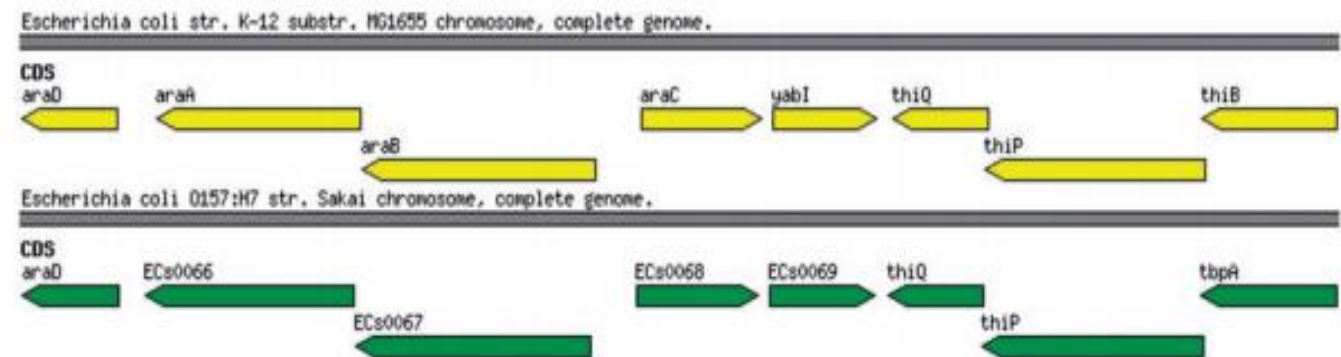 Escherichia coli str. K-12 substr. MG1655 chromosome, complete genome.
CDS
araD araA araC yabI thiQ thiB
araB thiP
Escherichia coli O157:H7 str. Sakai chromosome, complete genome.
CDS
araD ECs0066 ECs0068 ECs0069 thiQ tbpA
ECs0067 thiP